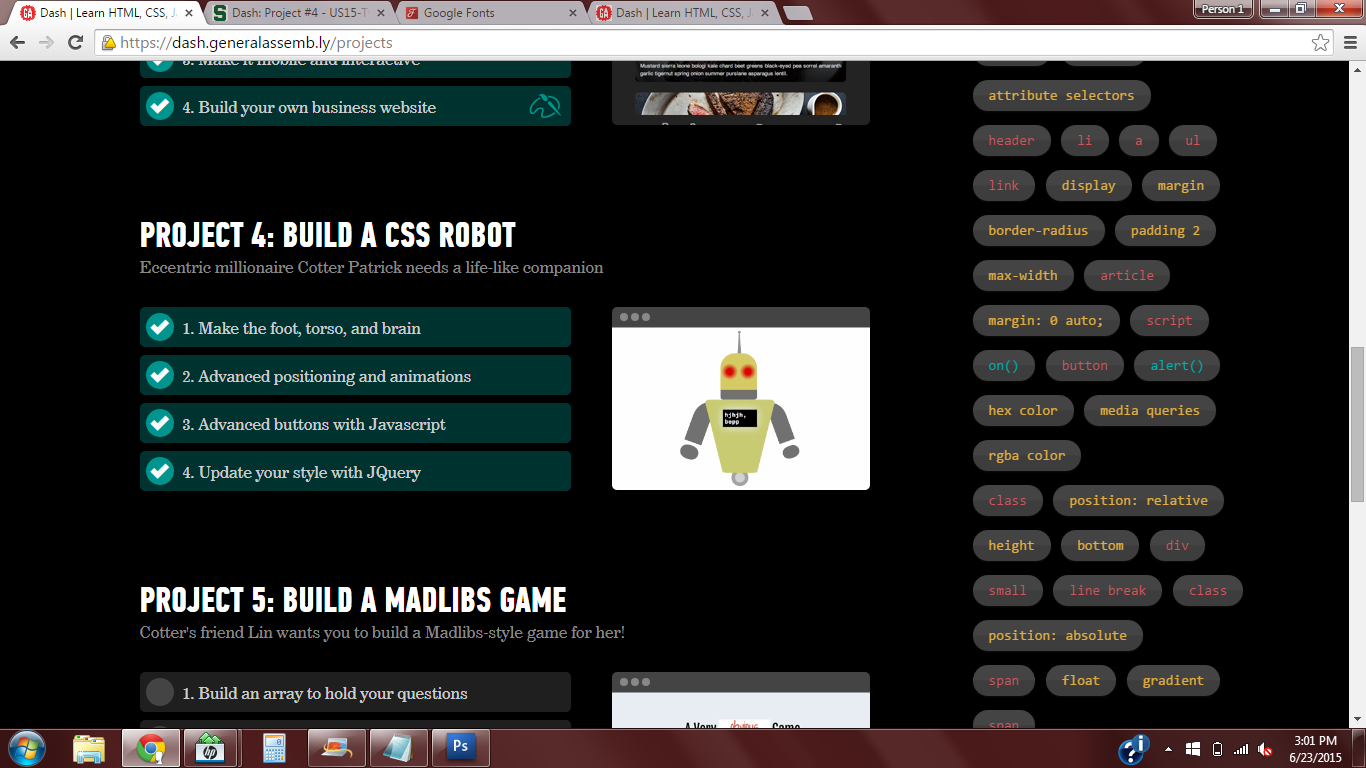 Dash | Learn HTML, CSS, J
Dash: Project #4 - US15-T
Google Fonts
Dash | Learn HTML, CSS, J
Person 1
https://dash.generalassemb.ly/projects
3. Make it mobile and interactive
4. Build your own business website
Mustard sierra leone bologi kale chard beet greens black-eyed pea sorrel amaranth
garlic tigernut spring onion summer purslane asparagus lentil.
PROJECT 4: BUILD A CSS ROBOT
Eccentric millionaire Cotter Patrick needs a life-like companion
1. Make the foot, torso, and brain
2. Advanced positioning and animations
3. Advanced buttons with Javascript
4. Update your style with JQuery
hjhjh,
bopp
PROJECT 5: BUILD A MADLIBS GAME
Cotter's friend Lin wants you to build a Madlibs-style game for her!
1. Build an array to hold your questions
A Very obvious Game
attribute selectors
header li a ul
link display margin
border-radius padding 2
max-width article
margin: 0 auto; script
on() button alert()
hex color media queries
rgba color
class position: relative
height bottom div
small line break class
position: absolute
span float gradient
span
hp
Ps
3:01 PM
6/23/2015